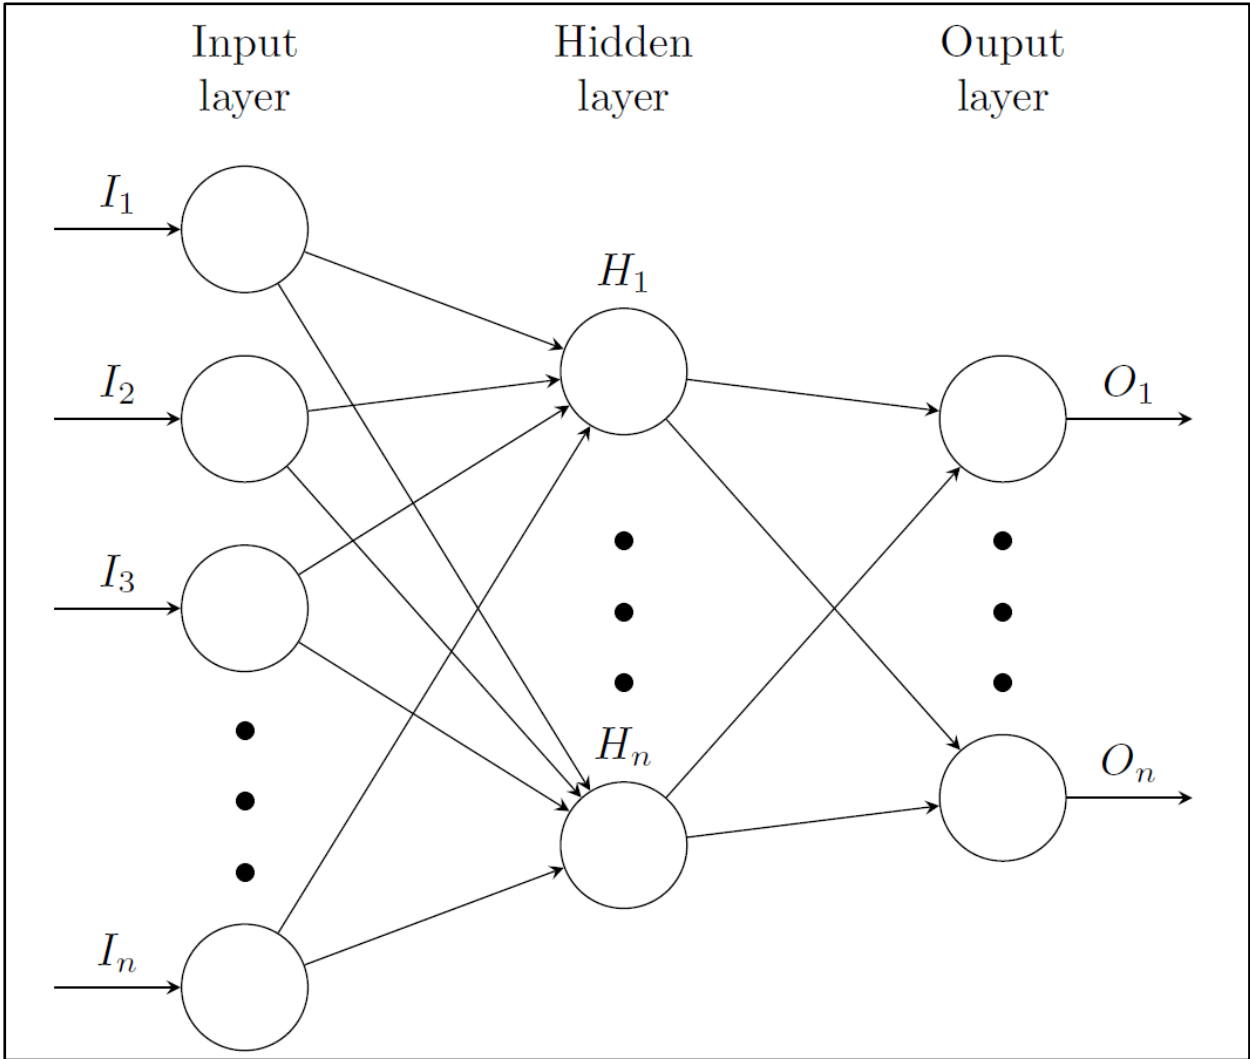 Input layer
Hidden layer
Ouput layer
I₁
H₁
I₂
O₁
I₃
Hₙ
Oₙ
Iₙ